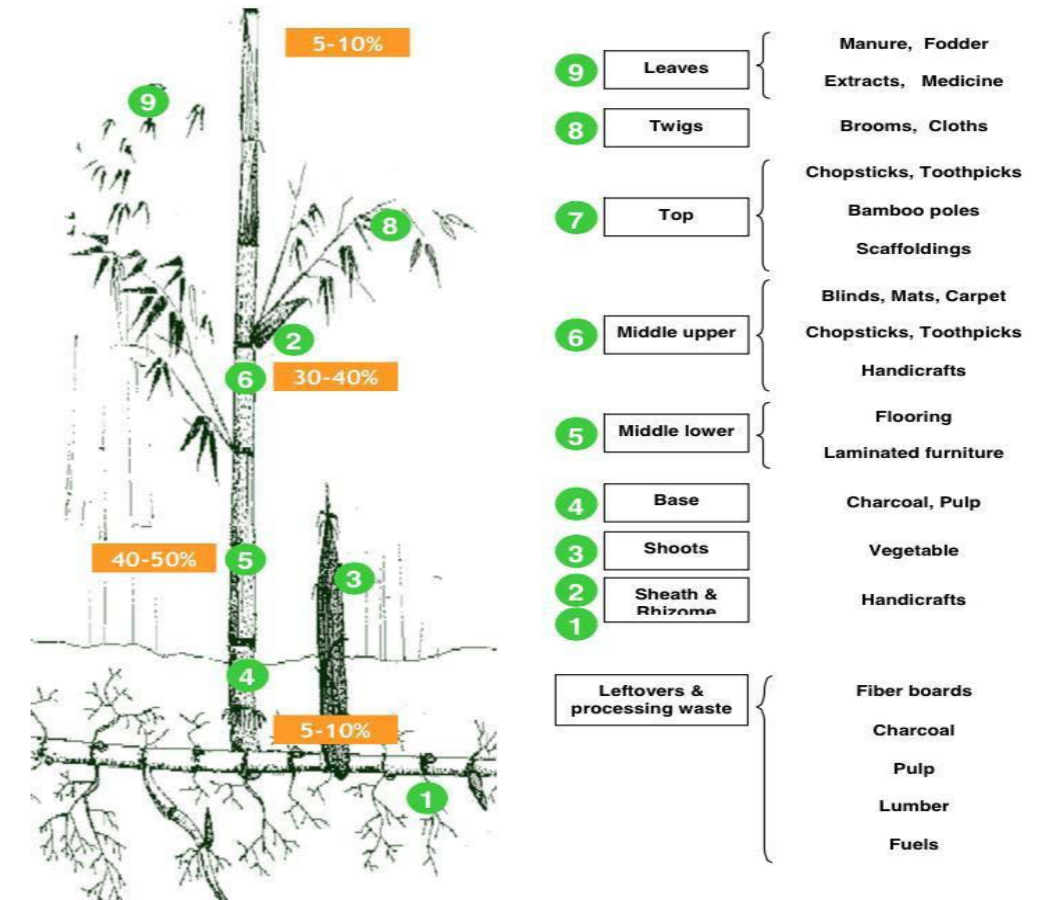 5-10%
9
8
2
6
30-40%
40-50%
5
3
4
5-10%
1
9
Leaves
Manure, Fodder
Extracts, Medicine
8
Twigs
Brooms, Cloths
7
Top
Chopsticks, Toothpicks
Bamboo poles
Scaffoldings
6
Middle upper
Blinds, Mats, Carpet
Chopsticks, Toothpicks
Handicrafts
5
Middle lower
Flooring
Laminated furniture
4
Base
Charcoal, Pulp
3
Shoots
Vegetable
2
1
Sheath &
Rhizome
Handicrafts
Leftovers &
processing waste
Fiber boards
Charcoal
Pulp
Lumber
Fuels